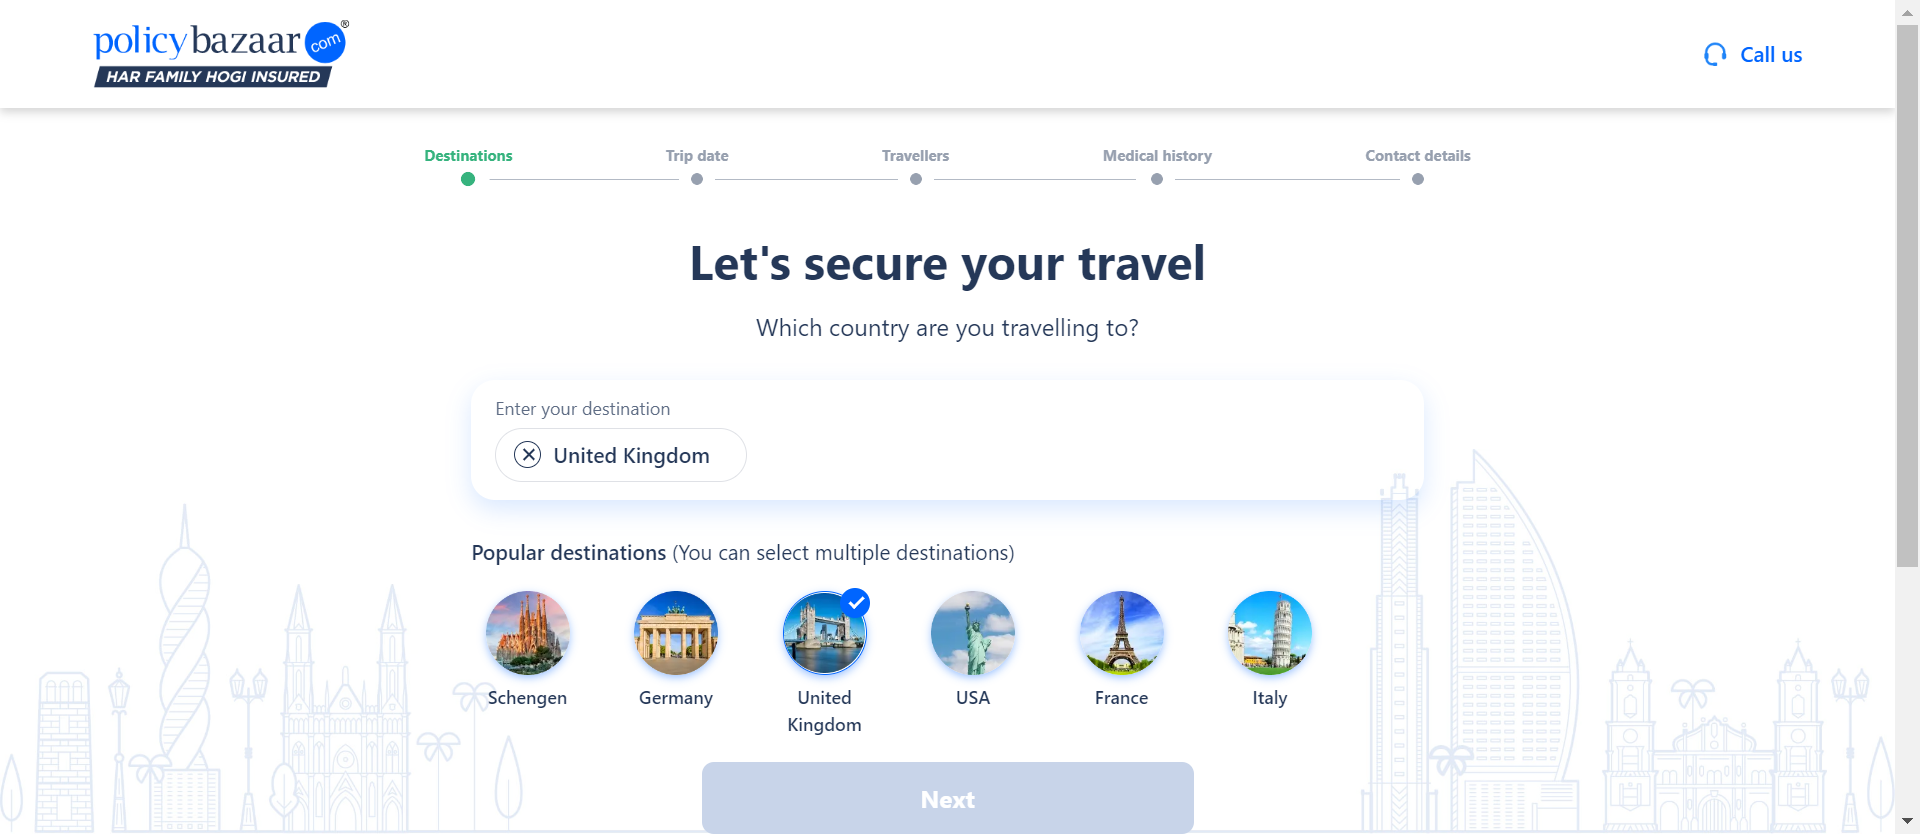 policybazaar com ®
HAR FAMILY HOGI INSURED
Call us
Destinations
Trip date
Travellers
Medical history
Contact details
Let's secure your travel
Which country are you travelling to?
Enter your destination
United Kingdom
Popular destinations (You can select multiple destinations)
Schengen
Germany
United
Kingdom
USA
France
Italy
Next